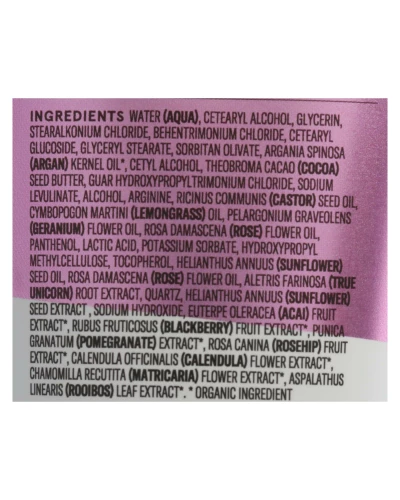 INGREDIENTS WATER (AQUA), CETEARYL ALCOHOL, GLYCERIN,
STEARALKONIUM CHLORIDE, BEHENTRIMONIUM CHLORIDE, CETEARYL
GLUCOSIDE, GLYCERYL STEARATE, SORBITAN OLIVATE, ARGANIA SPINOSA
(ARGAN) KERNEL OIL*, CETYL ALCOHOL, THEOBROMA CACAO (COCOA)
SEED BUTTER, GUAR HYDROXYPROPYLTRIMONIUM CHLORIDE, SODIUM
LEVULINATE, ALCOHOL, ARGININE, RICINUS COMMUNIS (CASTOR) SEED OIL,
CYMBOPOGON MARTINI (LEMONGRASS) OIL, PELARGONIUM GRAVEOLENS
(GERANIUM) FLOWER OIL, ROSA DAMASCENA (ROSE) FLOWER OIL,
PANTHENOL, LACTIC ACID, POTASSIUM SORBATE, HYDROXYPROPYL
METHYLCELLULOSE, TOCOPHEROL, HELIANTHUS ANNUUS (SUNFLOWER)
SEED OIL, ROSA DAMASCENA (ROSE) FLOWER OIL, ALETRIS FARINOSA (TRUE
UNICORN) ROOT EXTRACT, QUARTZ, HELIANTHUS ANNUUS (SUNFLOWER)
SEED EXTRACT , SODIUM HYDROXIDE, EUTERPE OLERACEA (ACAI) FRUIT
EXTRACT*, RUBUS FRUTICOSUS (BLACKBERRY) FRUIT EXTRACT*, PUNICA
GRANATUM (POMEGRANATE) EXTRACT*, ROSA CANINA (ROSEHIP) FRUIT
EXTRACT*, CALENDULA OFFICINALIS (CALENDULA) FLOWER EXTRACT*,
CHAMOMILLA RECUTITA (MATRICARIA) FLOWER EXTRACT*, ASPALATHUS
LINEARIS (ROOIBOS) LEAF EXTRACT*. * ORGANIC INGREDIENT